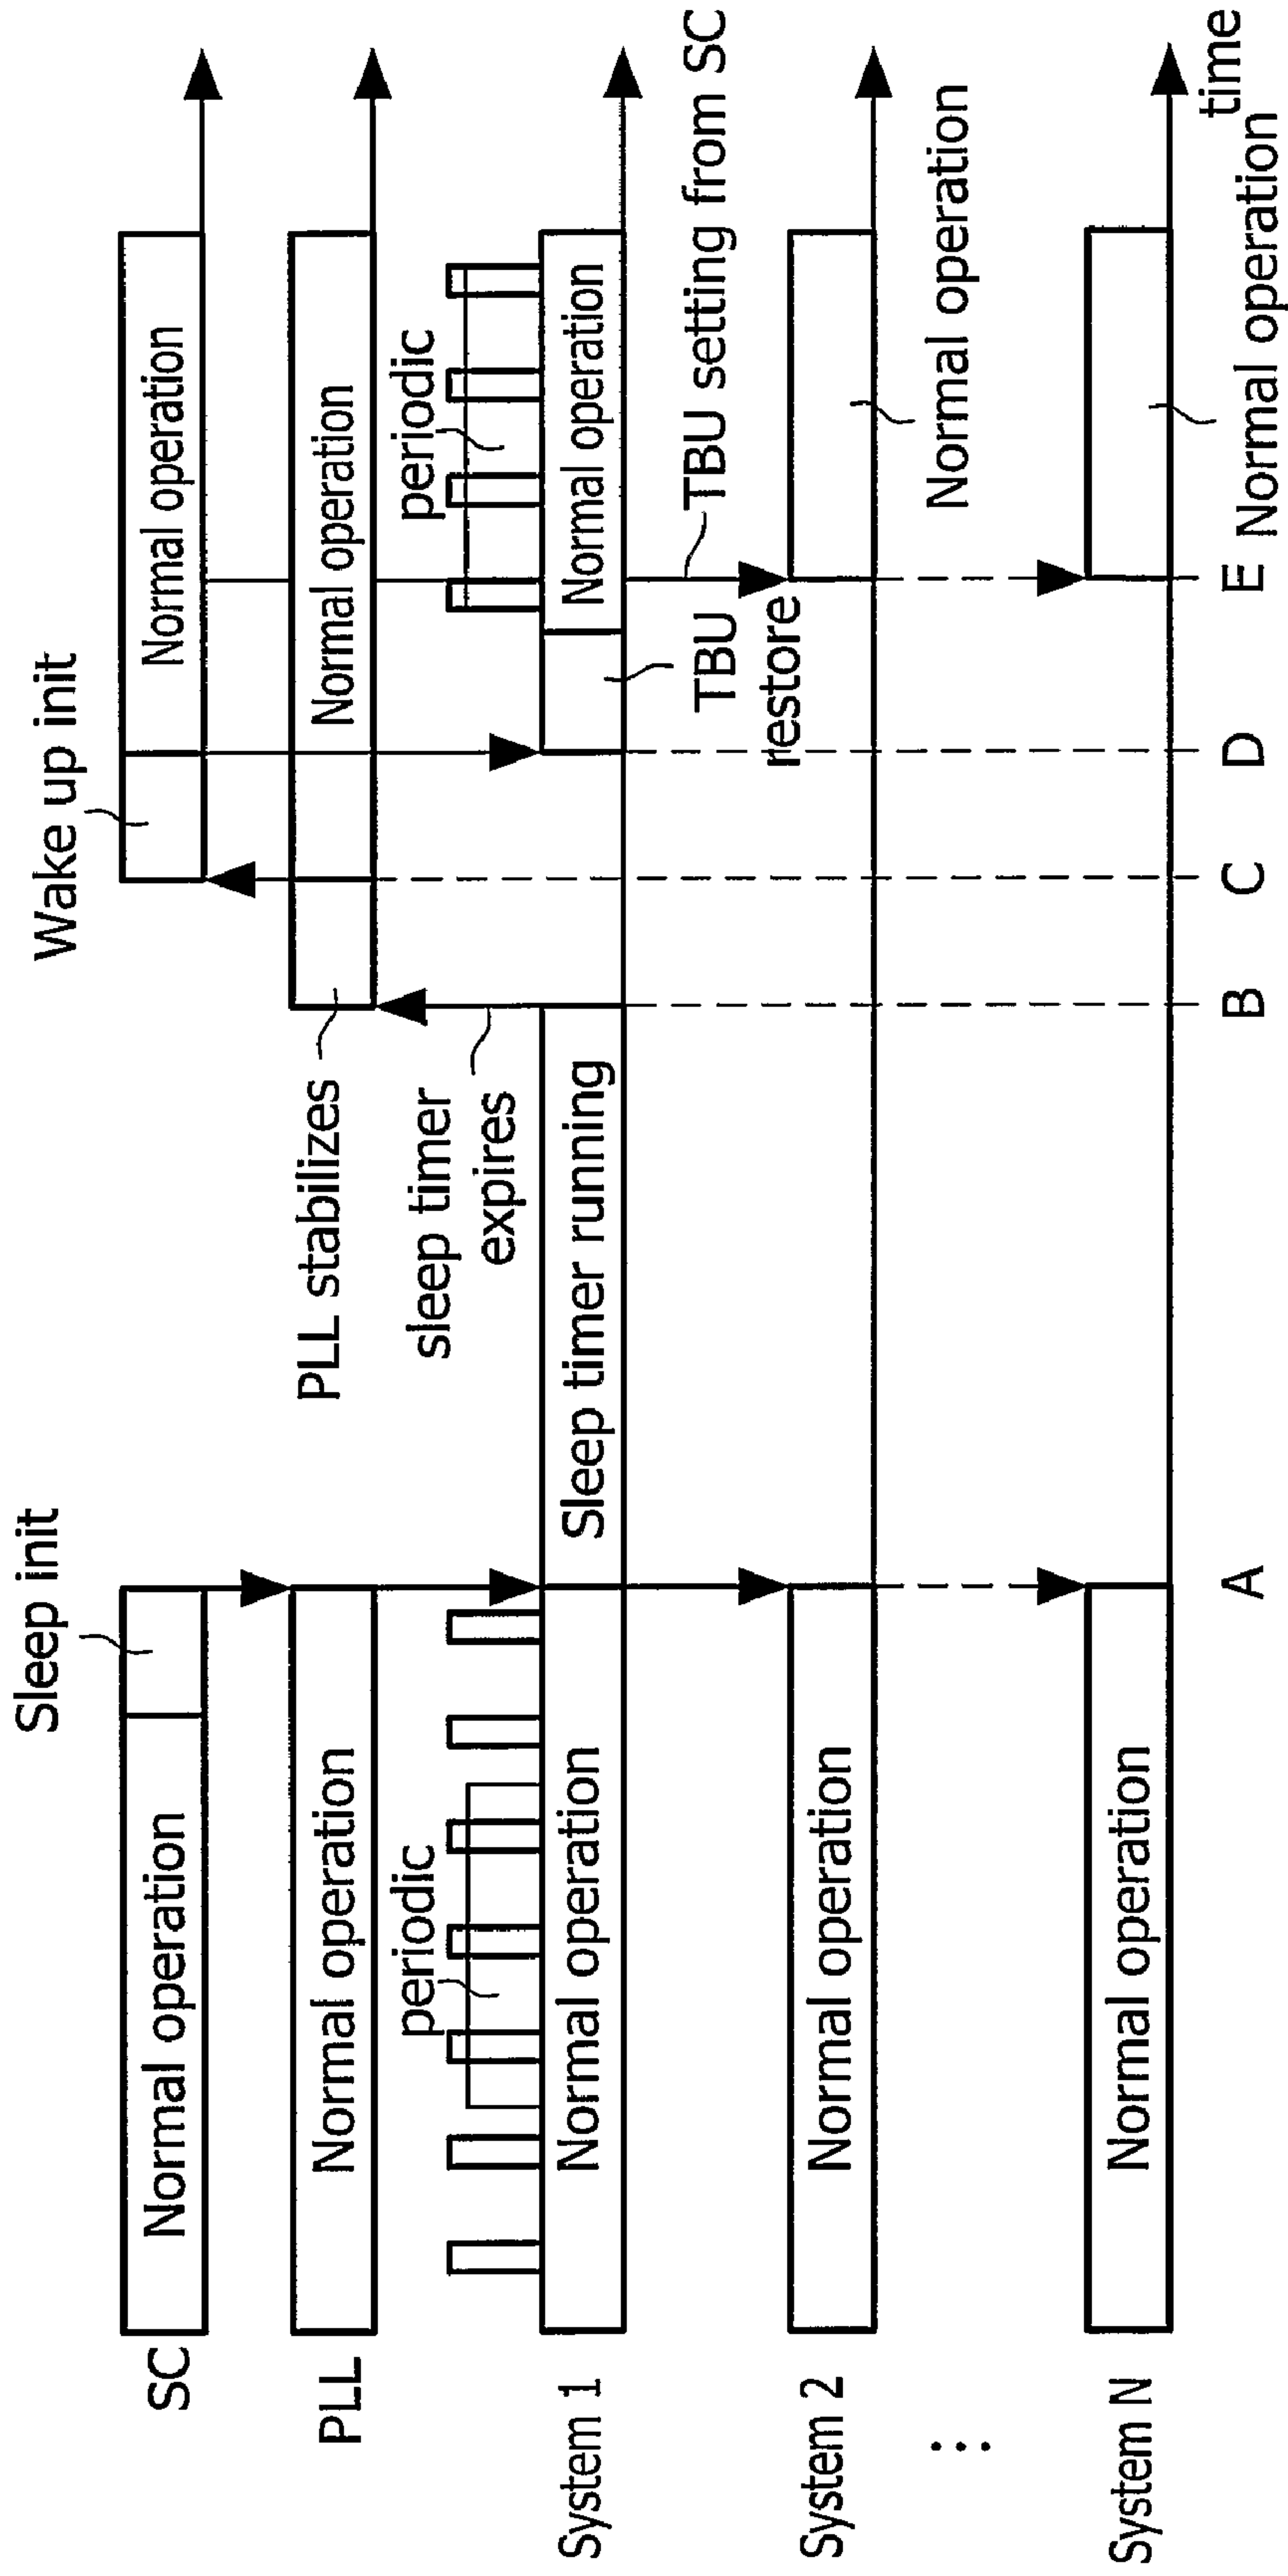 Sleep init
Wake up init
SC
Normal operation
Normal operation
PLL
Normal operation
PLL stabilizes
Normal operation
periodic
sleep timer
expires
periodic
System 1
Normal operation
Sleep timer running
Normal operation
TBU
restore
TBU setting from SC
System 2
Normal operation
Normal operation
...
System N
Normal operation
Normal operation
time
A
B
C
D
E